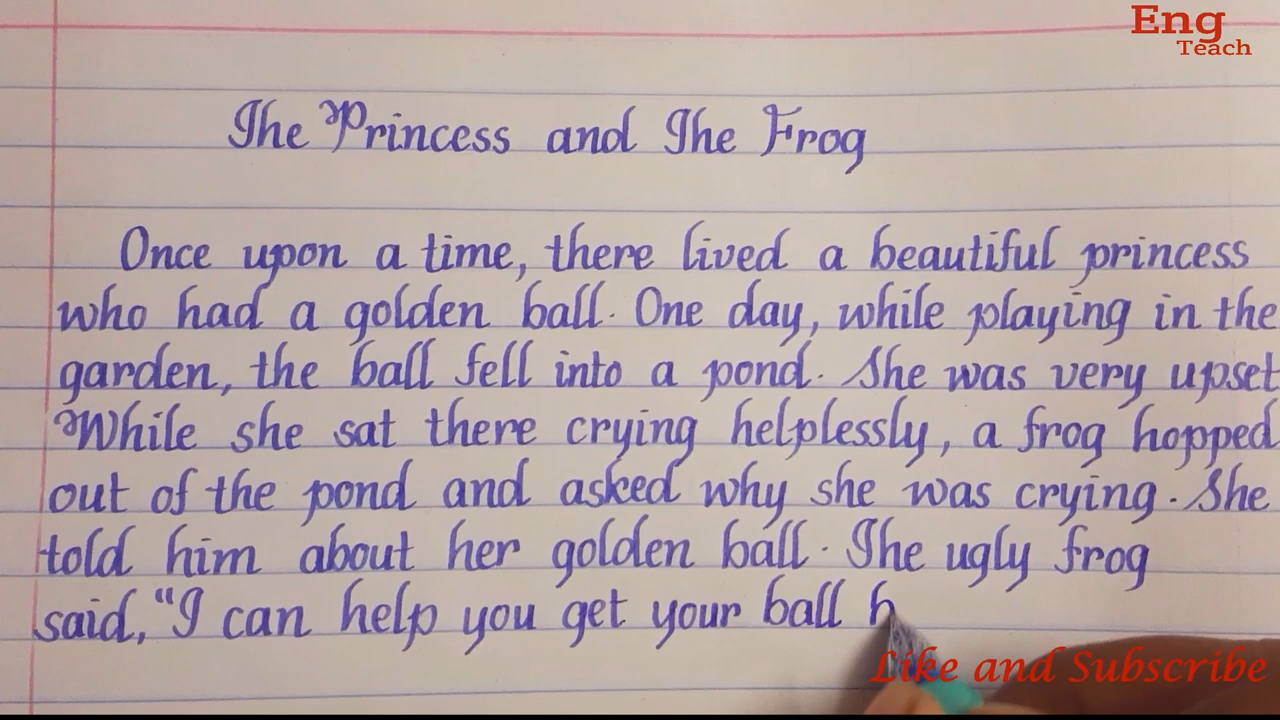 Eng
Teach
The Princess and The Frog
Once upon a time, there lived a beautiful princess
who had a golden ball. One day, while playing in the
garden, the ball fell into a pond. She was very upset
While she sat there crying helplessly, a frog hopped
out of the pond and asked why she was crying. She
told him about her golden ball. The ugly frog
said, "I can help you get your ball
Like and Subscribe